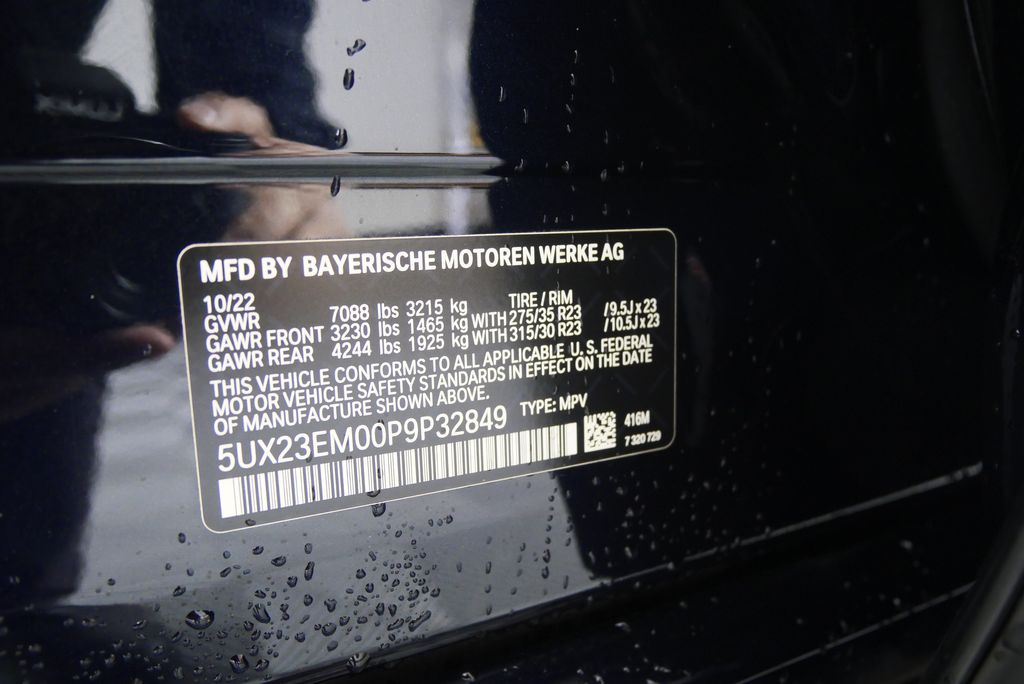 MFD BY BAYERISCHE MOTOREN WERKE AG
10/22 TIRE / RIM
GVWR 7088 lbs 3215 kg
GAWR FRONT 3230 lbs 1465 kg WITH 275/35 R23 /9.5J x 23
GAWR REAR 4244 lbs 1925 kg WITH 315/30 R23 /10.5J x 23
THIS VEHICLE CONFORMS TO ALL APPLICABLE U.S. FEDERAL
MOTOR VEHICLE SAFETY STANDARDS IN EFFECT ON THE DATE
OF MANUFACTURE SHOWN ABOVE.
5UX23EM00P9P32849 TYPE: MPV
416M
7 320 729